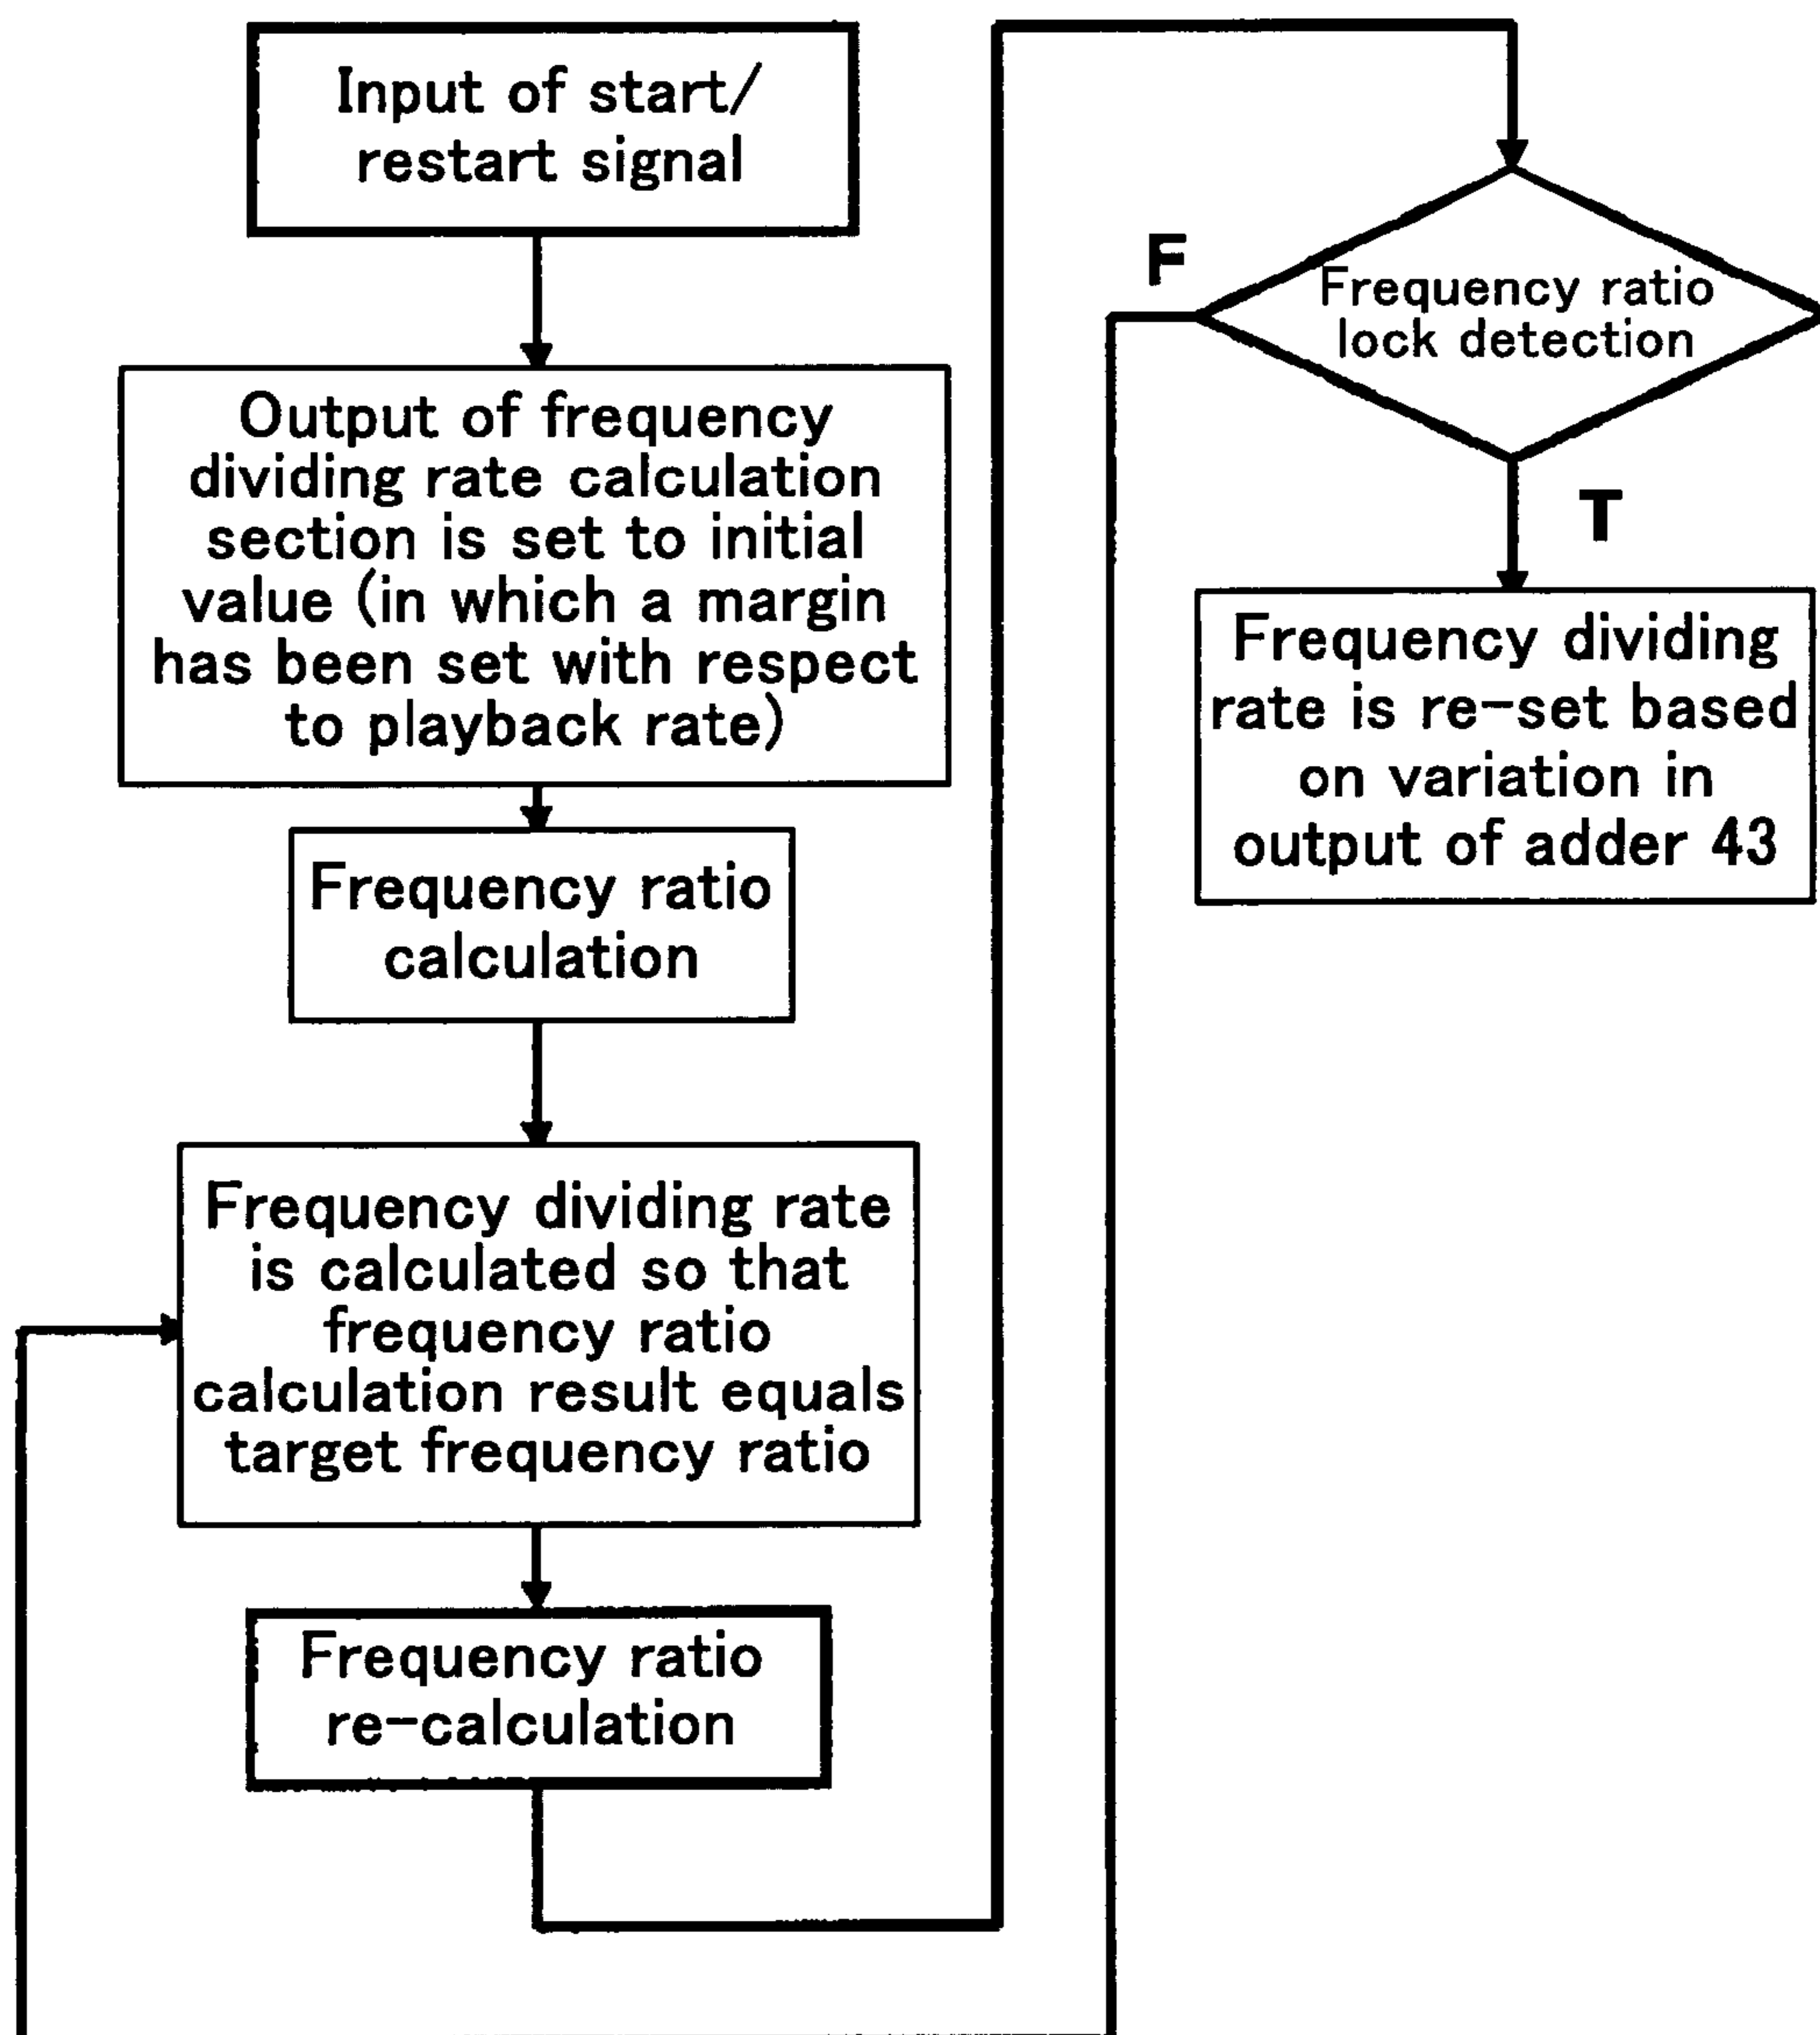 Input of start/
restart signal
Output of frequency
dividing rate calculation
section is set to initial
value (in which a margin
has been set with respect
to playback rate)
Frequency ratio
calculation
Frequency dividing rate
is calculated so that
frequency ratio
calculation result equals
target frequency ratio
Frequency ratio
re-calculation
F
Frequency ratio
lock detection
T
Frequency dividing
rate is re-set based
on variation in
output of adder 43